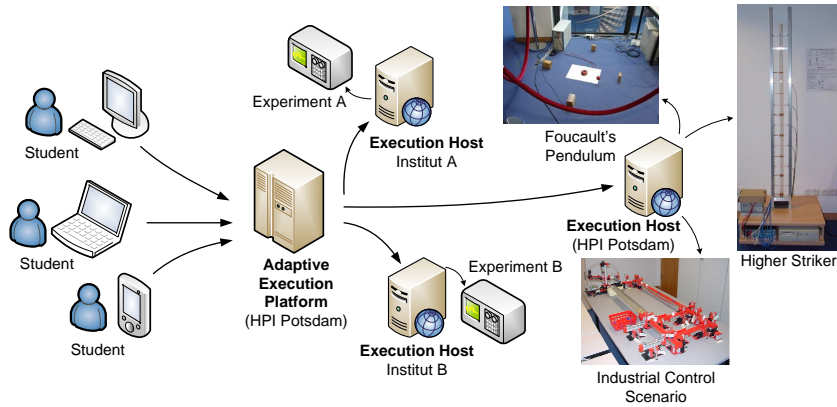 Student
Student
Student
Adaptive
Execution
Platform
(HPI Potsdam)
Experiment A
Execution Host
Institut A
Experiment B
Execution Host
Institut B
Foucault's
Pendulum
Execution Host
(HPI Potsdam)
Higher Striker
Industrial Control
Scenario